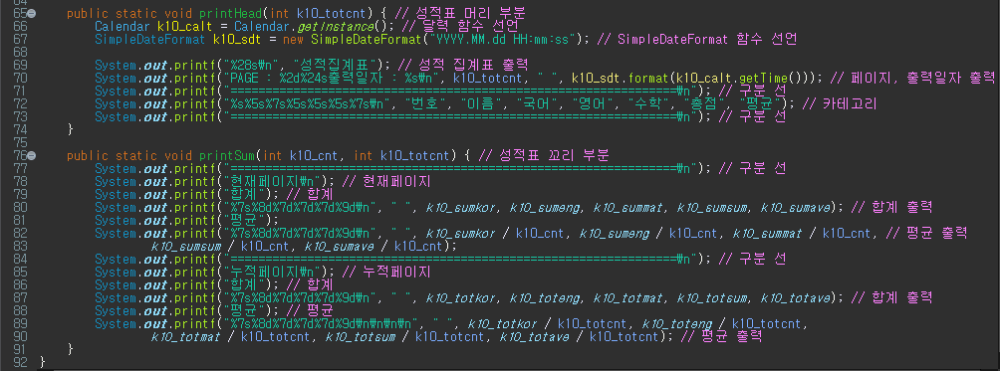 65 public static void printHead(int k10_totcnt) { // 성적표 머리 부분
66 Calendar k10_calt = Calendar.getInstance(); // 달력 함수 선언
67 SimpleDateFormat k10_sdt = new SimpleDateFormat("YYYY.MM.dd HH:mm:ss"); // SimpleDateFormat 함수 선언
68
69 System.out.printf("%28s₩n", "성적집계표"); // 성적 집계표 출력
70 System.out.printf("PAGE : %2d%24s출력일자 : %s₩n", k10_totcnt, " ", k10_sdt.format(k10_calt.getTime())); // 페이지, 출력일자 출력
71 System.out.printf("================================================================₩n"); // 구분 선
72 System.out.printf("%s%5s%7s%5s%5s%5s%7s₩n", "번호", "이름", "국어", "영어", "수학", "총점", "평균"); // 카테고리
73 System.out.printf("================================================================₩n"); // 구분 선
74 }
75
76 public static void printSum(int k10_cnt, int k10_totcnt) { // 성적표 꼬리 부분
77 System.out.printf("================================================================₩n"); // 구분 선
78 System.out.printf("현재페이지₩n"); // 현재페이지
79 System.out.printf("합계"); // 합계
80 System.out.printf("%7s%8d%7d%7d%7d%9d₩n", " ", k10_sumkor, k10_sumeng, k10_summat, k10_sumsum, k10_sumave); // 합계 출력
81 System.out.printf("평균");
82 System.out.printf("%7s%8d%7d%7d%7d%9d₩n", " ", k10_sumkor / k10_cnt, k10_sumeng / k10_cnt, k10_summat / k10_cnt, // 평균 출력
83 k10_sumsum / k10_cnt, k10_sumave / k10_cnt);
84 System.out.printf("================================================================₩n"); // 구분 선
85 System.out.printf("누적페이지₩n"); // 누적페이지
86 System.out.printf("합계"); // 합계
87 System.out.printf("%7s%8d%7d%7d%7d%9d₩n", " ", k10_totkor, k10_toteng, k10_totmat, k10_totsum, k10_totave); // 합계 출력
88 System.out.printf("평균"); // 평균
89 System.out.printf("%7s%8d%7d%7d%7d%9d₩n₩n₩n₩n", " ", k10_totkor / k10_totcnt, k10_toteng / k10_totcnt,
90 k10_totmat / k10_totcnt, k10_totsum / k10_totcnt, k10_totave / k10_totcnt); // 평균 출력
91 }
92 }